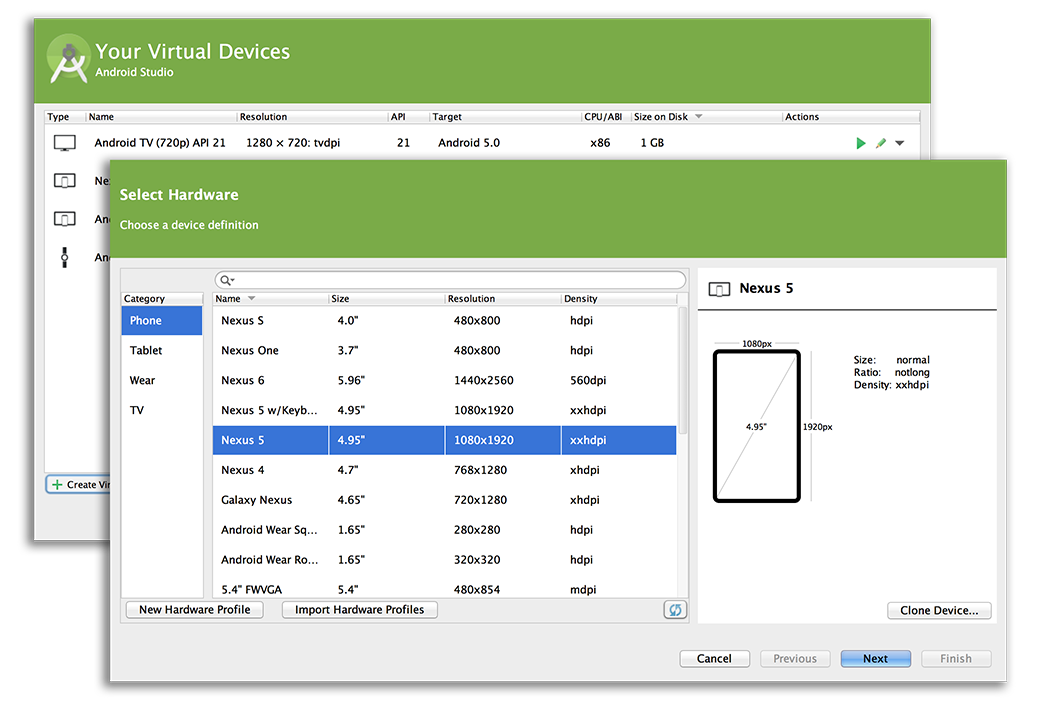 Your Virtual Devices
Android Studio
Type Name Resolution API Target CPU/ABI Size on Disk Actions
Android TV (720p) API 21 1280 × 720: tvdpi 21 Android 5.0 x86 1 GB
Ne
An
An
Create Vir
Select Hardware
Choose a device definition
Category
Phone
Tablet
Wear
TV
Name Size Resolution Density
Nexus S 4.0" 480x800 hdpi
Nexus One 3.7" 480x800 hdpi
Nexus 6 5.96" 1440x2560 560dpi
Nexus 5 w/Keyb... 4.95" 1080x1920 xxhdpi
Nexus 5 4.95" 1080x1920 xxhdpi
Nexus 4 4.7" 768x1280 xhdpi
Galaxy Nexus 4.65" 720x1280 xhdpi
Android Wear Sq... 1.65" 280x280 hdpi
Android Wear Ro... 1.65" 320x320 hdpi
5.4" FWVGA 5.4" 480x854 mdpi
New Hardware Profile Import Hardware Profiles
Nexus 5
1080px
4.95"
1920px
Size: normal
Ratio: notlong
Density: xxhdpi
Clone Device...
Cancel Previous Next Finish